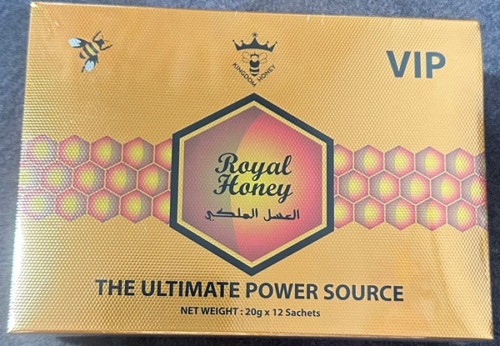 KINGDOM HONEY
VIP
Royal
Honey
العسل الملكي
THE ULTIMATE POWER SOURCE
NET WEIGHT : 20g x 12 Sachets